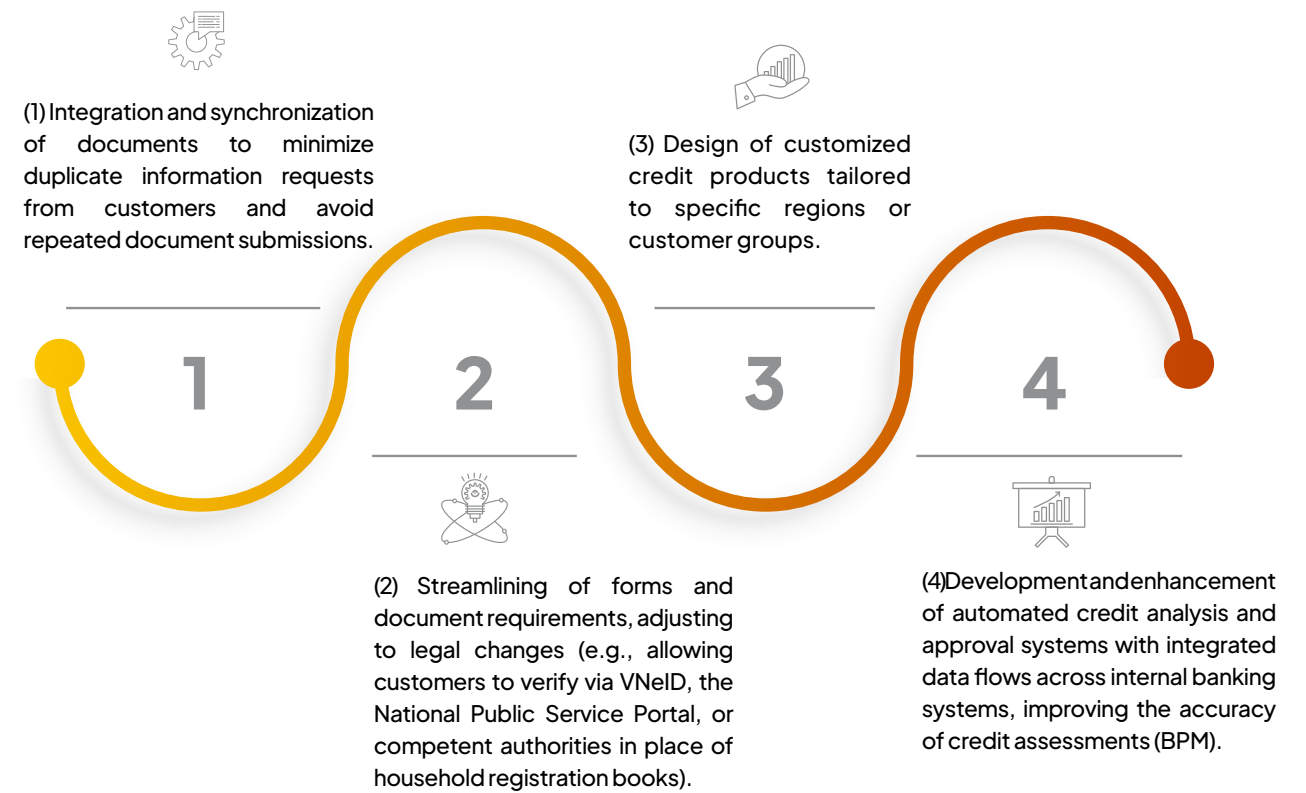 (1) Integration and synchronization
of documents to minimize
duplicate information requests
from customers and avoid
repeated document submissions.
1
2
(2) Streamlining of forms and
document requirements, adjusting
to legal changes (e.g., allowing
customers to verify via VNeID, the
National Public Service Portal, or
competent authorities in place of
household registration books).
(3) Design of customized
credit products tailored
to specific regions or
customer groups.
3
4
(4)Development and enhancement
of automated credit analysis and
approval systems with integrated
data flows across internal banking
systems, improving the accuracy
of credit assessments (BPM).